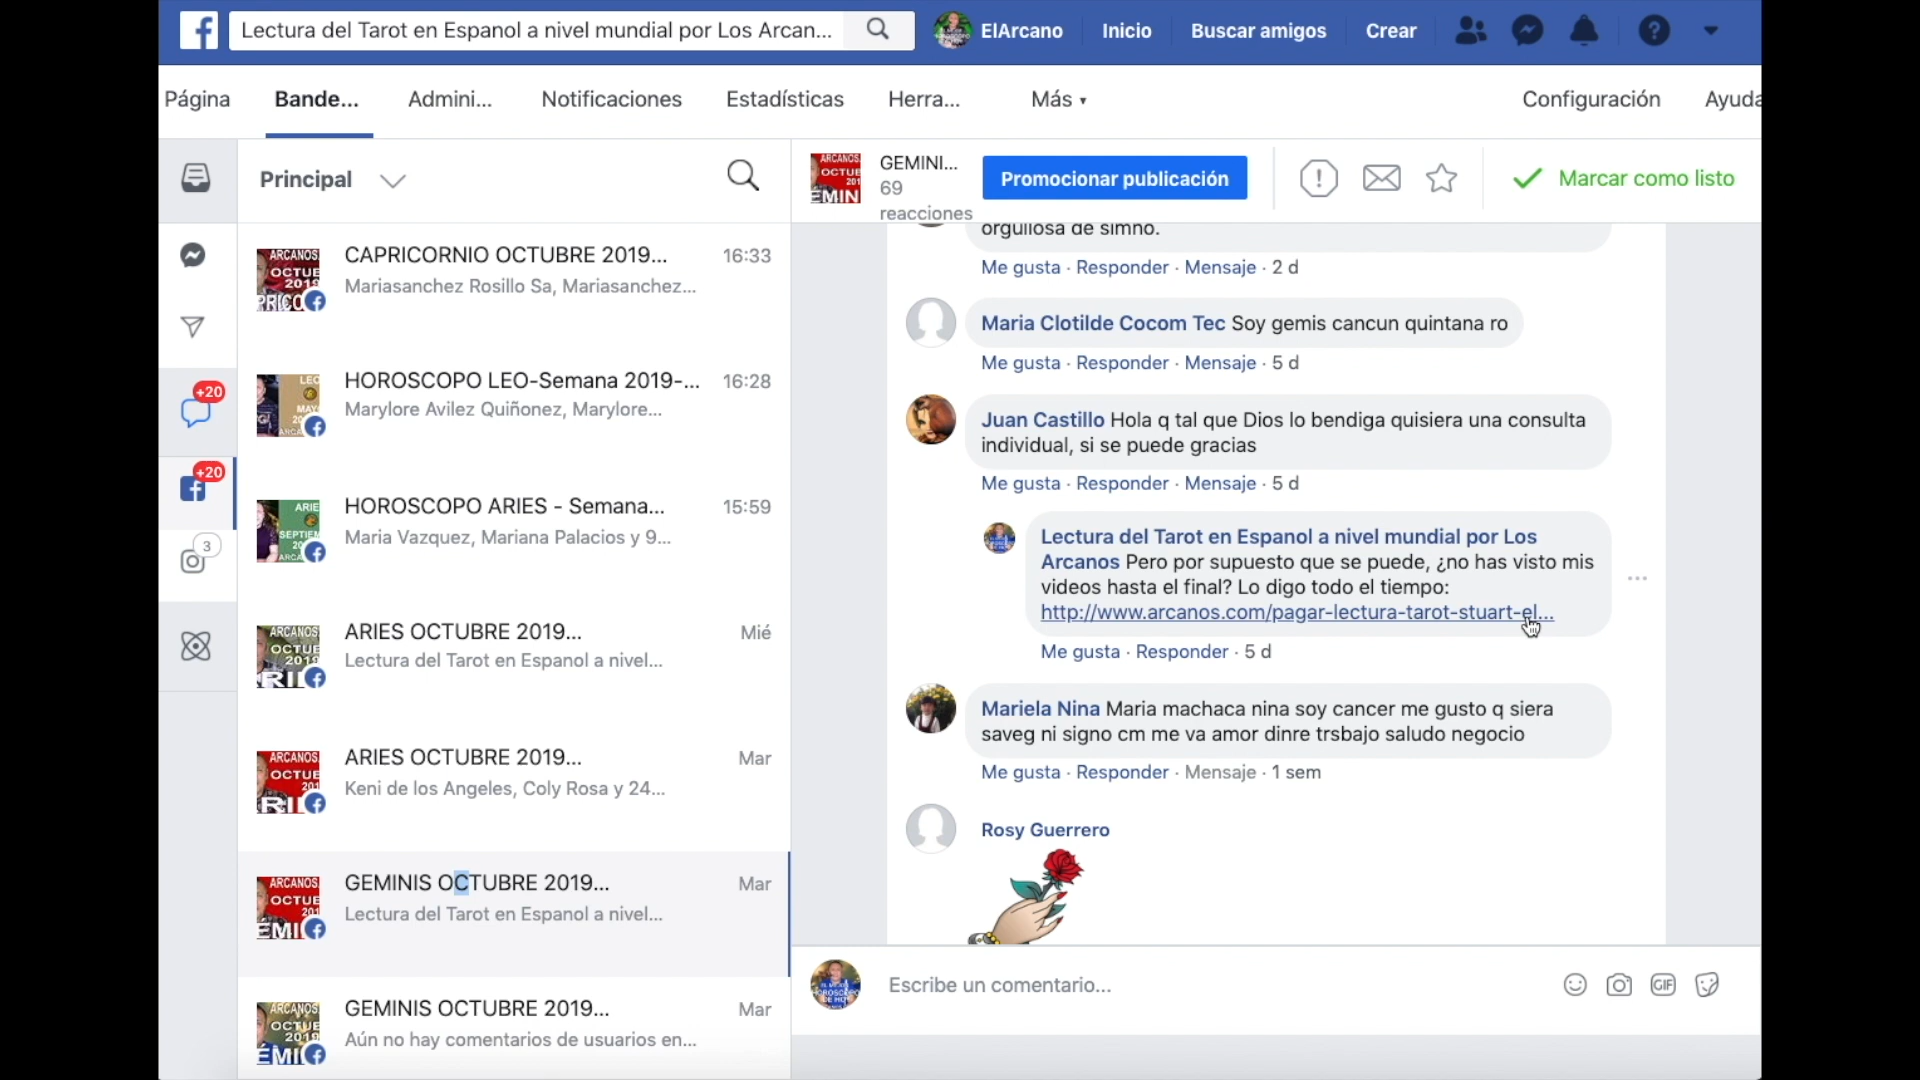 Lectura del Tarot en Espanol a nivel mundial por Los Arcan...
ElArcano
Inicio
Buscar amigos
Crear
Página
Bande...
Admini...
Notificaciones
Estadísticas
Herra...
Más
Configuración
Ayuda
Principal
GEMINI...
69
reacciones
Promocionar publicación
Marcar como listo
+20
+20
3
CAPRICORNIO OCTUBRE 2019...
16:33
Mariasanchez Rosillo Sa, Mariasanchez...
HOROSCOPO LEO-Semana 2019-...
16:28
Marylore Avilez Quiñonez, Marylore...
HOROSCOPO ARIES - Semana...
15:59
Maria Vazquez, Mariana Palacios y 9...
ARIES OCTUBRE 2019...
Mié
Lectura del Tarot en Espanol a nivel...
ARIES OCTUBRE 2019...
Mar
Keni de los Angeles, Coly Rosa y 24...
GEMINIS OCTUBRE 2019...
Mar
Lectura del Tarot en Espanol a nivel...
GEMINIS OCTUBRE 2019...
Mar
Aún no hay comentarios de usuarios en...
orgullosa de simno.
Me gusta · Responder · Mensaje · 2 d
Maria Clotilde Cocom Tec Soy gemis cancun quintana ro
Me gusta · Responder · Mensaje · 5 d
Juan Castillo Hola q tal que Dios lo bendiga quisiera una consulta
individual, si se puede gracias
Me gusta · Responder · Mensaje · 5 d
Lectura del Tarot en Espanol a nivel mundial por Los
Arcanos Pero por supuesto que se puede, ¿no has visto mis
videos hasta el final? Lo digo todo el tiempo:
http://www.arcanos.com/pagar-lectura-tarot-stuart-el...
Me gusta · Responder · 5 d
Mariela Nina Maria machaca nina soy cancer me gusto q siera
saveg ni signo cm me va amor dinre trsbajo saludo negocio
Me gusta · Responder · Mensaje · 1 sem
Rosy Guerrero
Escribe un comentario...
GIF